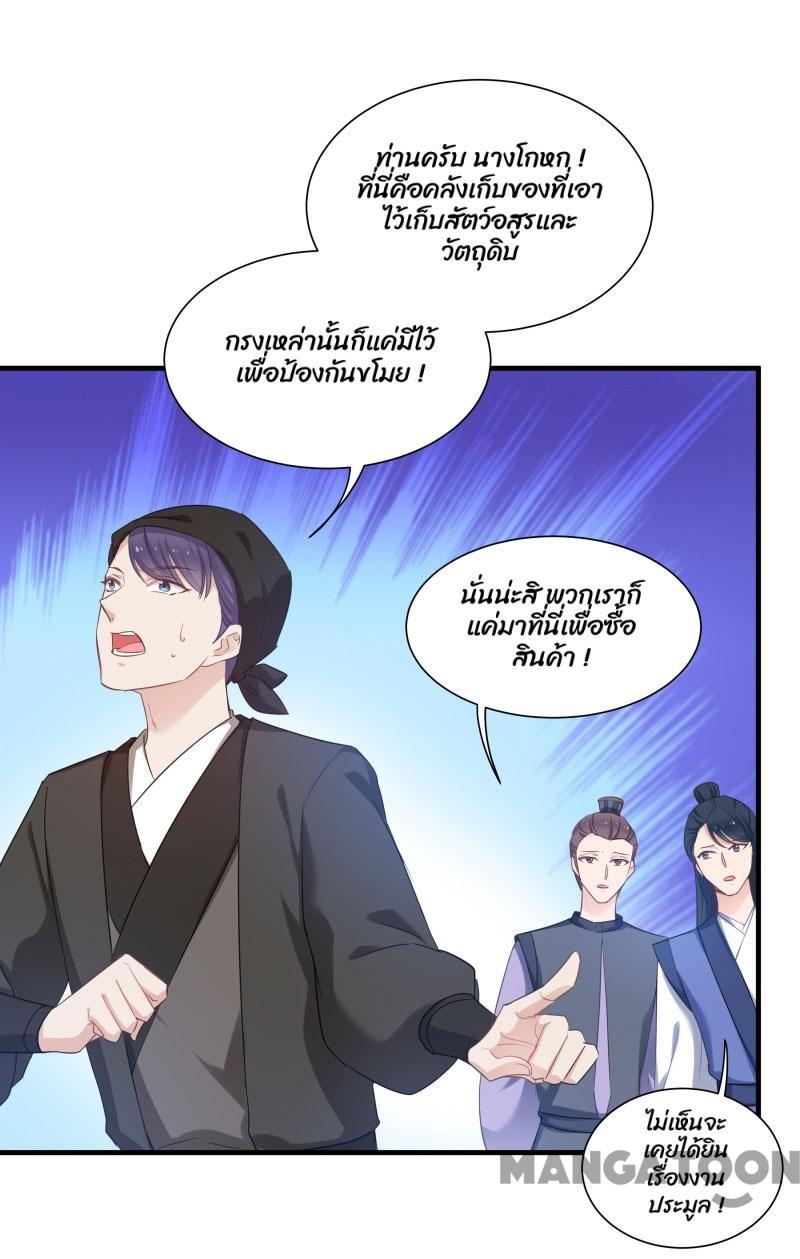 ท่านครับ นางโกหก !
ที่นี่คือคลังเก็บของที่เอา
ไว้เก็บสัตว์อสูรและ
วัตถุดิบ
กรงเหล่านั้นก็แค่มีไว้
เพื่อป้องกันขโมย !
นั่นน่ะสิ พวกเราก็
แค่มาที่นี่เพื่อซื้อ
สินค้า !
ไม่เห็นจะ
เคยได้ยิน
เรื่องงาน
ประมูล !
MANGATOON